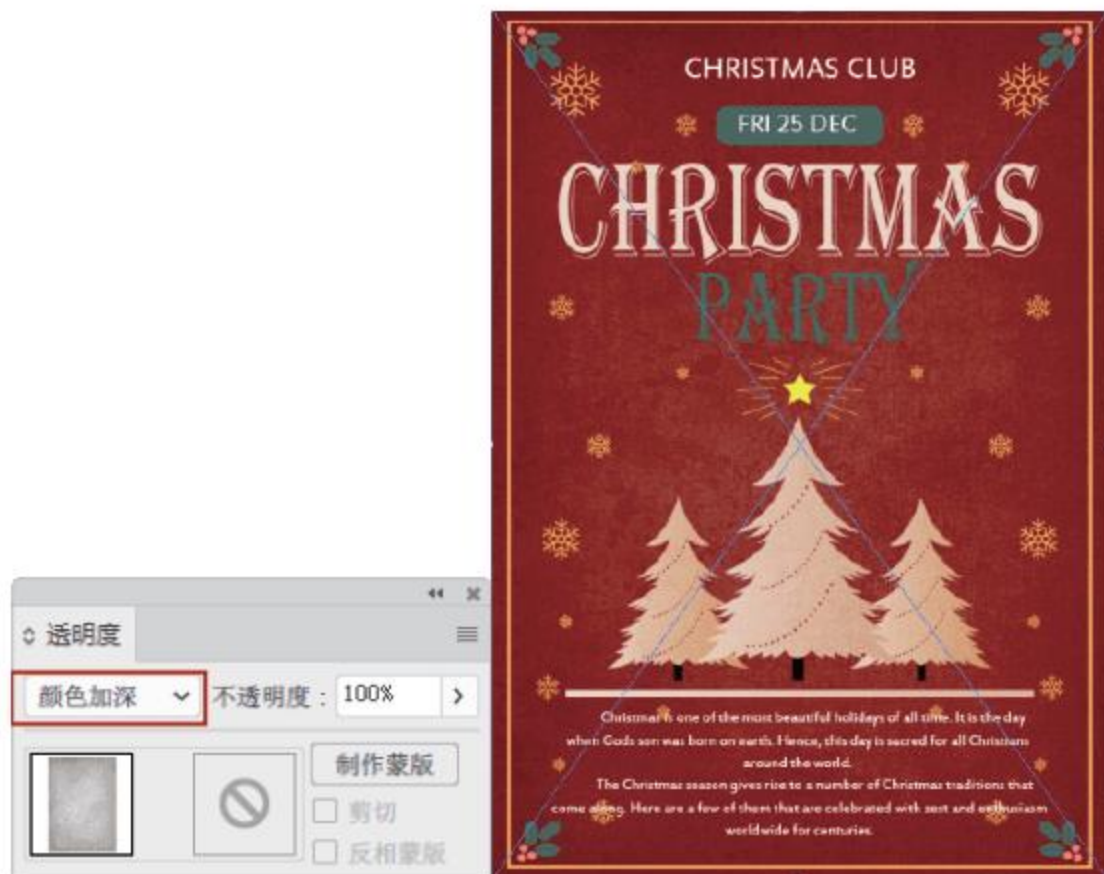 透明度
颜色加深
不透明度：
100%
制作蒙版
剪切
反相蒙版
CHRISTMAS CLUB
FRI 25 DEC
CHRISTMAS
PARTY
Christmas is one of the most beautiful holidays of all time. It is the day
when Gods son was born on earth. Hence, this day is sacred for all Christians
around the world.
The Christmas season gives rise to a number of Christmas traditions that
come along. Here are a few of them that are celebrated with zest and enthusiasm
worldwide for centuries.